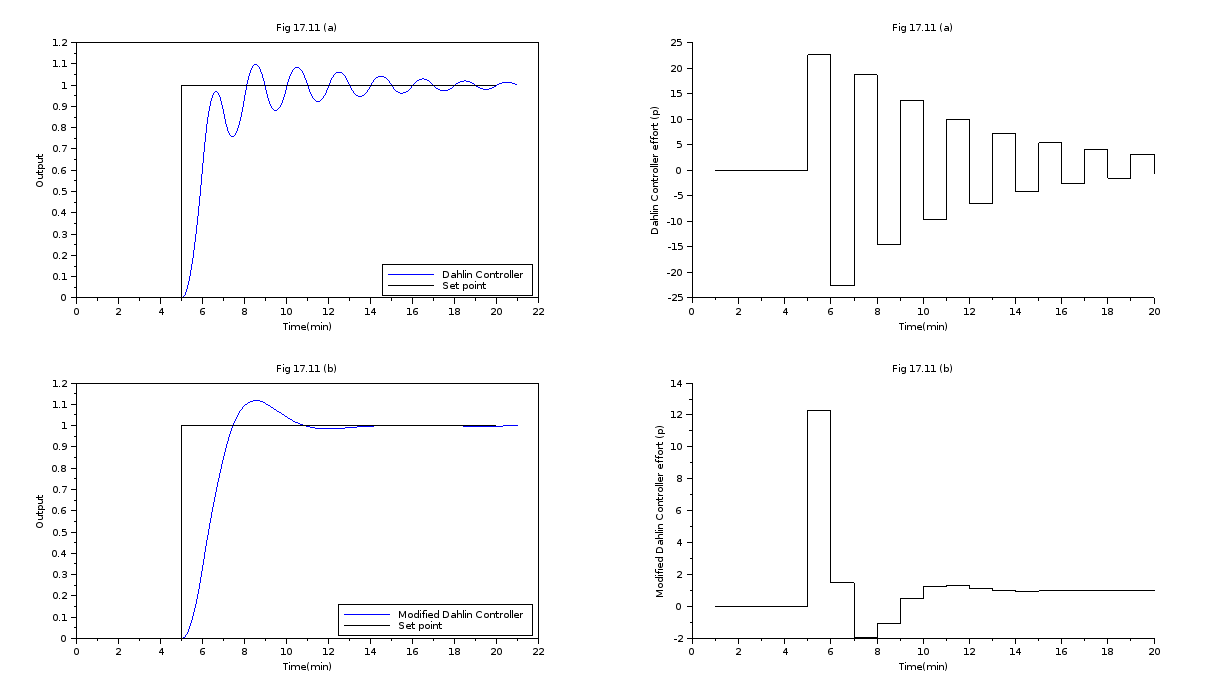 Fig 17.11 (a)
1.2
1.1
1
0.9
0.8
0.7
0.6
0.5
0.4
0.3
0.2
0.1
0
Output
0 2 4 6 8 10 12 14 16 18 20 22
Time(min)
Dahlin Controller
Set point
Fig 17.11 (a)
25
20
15
10
5
0
-5
-10
-15
-20
-25
Dahlin Controller effort (p)
0 2 4 6 8 10 12 14 16 18 20
Time(min)
Fig 17.11 (b)
1.2
1.1
1
0.9
0.8
0.7
0.6
0.5
0.4
0.3
0.2
0.1
0
Output
0 2 4 6 8 10 12 14 16 18 20 22
Time(min)
Modified Dahlin Controller
Set point
Fig 17.11 (b)
14
12
10
8
6
4
2
0
-2
Modified Dahlin Controller effort (p)
0 2 4 6 8 10 12 14 16 18 20
Time(min)